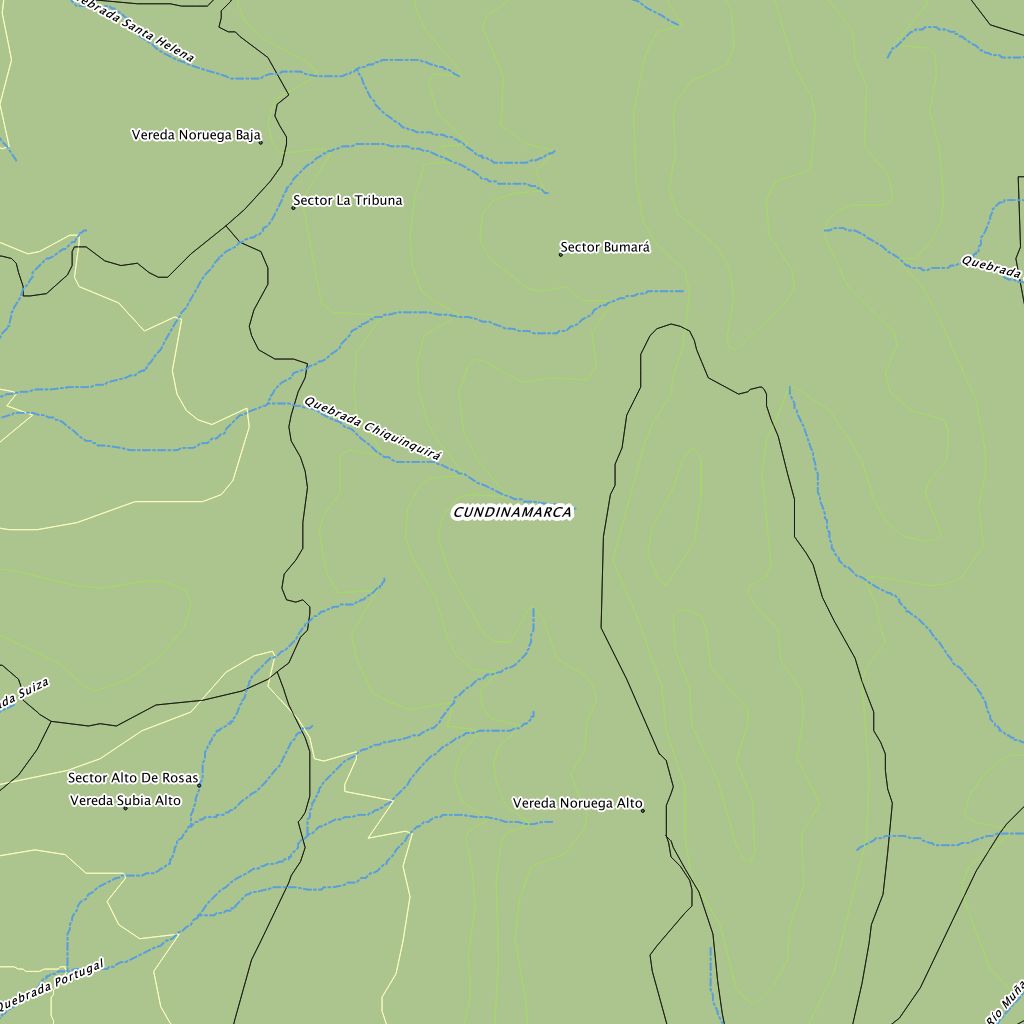 Quebrada Santa Helena
Vereda Noruega Baja
Sector La Tribuna
Sector Bumará
Quebrada
Quebrada Chiquinquirá
CUNDINAMARCA
Suiza
Sector Alto De Rosas
Vereda Subia Alto
Vereda Noruega Alto
Quebrada Portugal
Río Muña